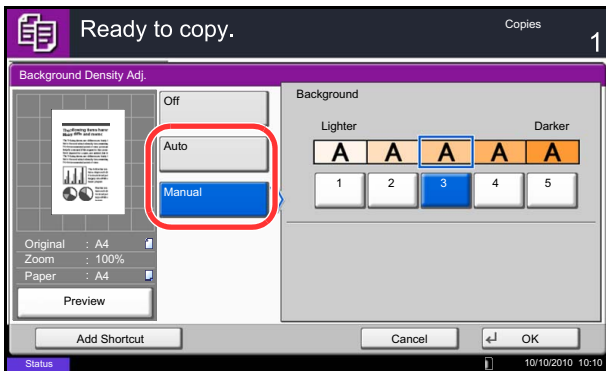 Ready to copy.
Copies
1
Background Density Adj.
Off
Auto
Manual
Background
Lighter
Darker
A A A A A
1 2 3 4 5
Original : A4
Zoom : 100%
Paper : A4
Preview
Add Shortcut
Cancel
OK
Status
10/10/2010 10:10